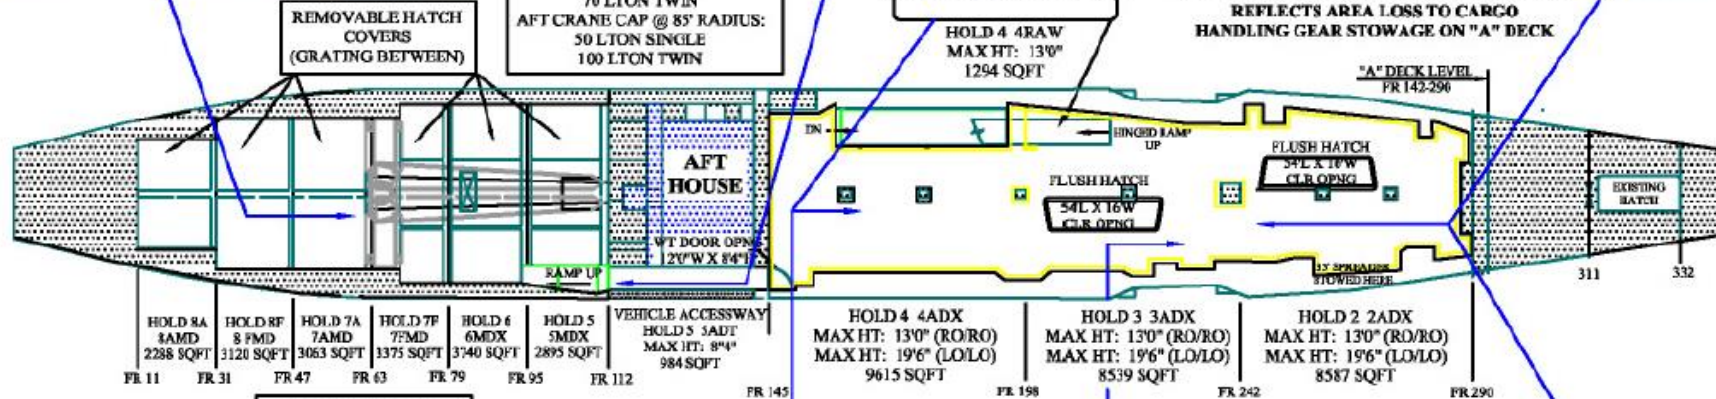 70 LTON TWIN
AFT CRANE CAP @ 85' RADIUS:
50 LTON SINGLE
100 LTON TWIN
REMOVABLE HATCH
COVERS
(GRATING BETWEEN)
HOLD 4 4RAW
MAX HT: 13'0"
1294 SQFT
REFLECTS AREA LOSS TO CARGO
HANDLING GEAR STOWAGE ON "A" DECK
"A" DECK LEVEL
FR 142-290
DN
HINGED RAMP
UP
AFT
HOUSE
FLUSH HATCH
54'L X 16'W
CLR OPNG
FLUSH HATCH
54'L X 16'W
CLR OPNG
EXISTING
HATCH
WT DOOR OPNG
12'0"W X 8'4"H
RAMP UP
35' SPREADER
STOWED HERE
311
332
HOLD 8A
8AMD
2288 SQFT
HOLD 8F
8 FMD
3120 SQFT
HOLD 7A
7AMD
3063 SQFT
HOLD 7F
7FMD
3375 SQFT
HOLD 6
6MDX
3740 SQFT
HOLD 5
5MDX
2895 SQFT
VEHICLE ACCESSWAY
HOLD 5 5ADT
MAX HT: 8'4"
984 SQFT
HOLD 4 4ADX
MAX HT: 13'0" (RO/RO)
MAX HT: 19'6" (LO/LO)
9615 SQFT
HOLD 3 3ADX
MAX HT: 13'0" (RO/RO)
MAX HT: 19'6" (LO/LO)
8539 SQFT
HOLD 2 2ADX
MAX HT: 13'0" (RO/RO)
MAX HT: 19'6" (LO/LO)
8587 SQFT
FR 11
FR 31
FR 47
FR 63
FR 79
FR 95
FR 112
FR 145
FR 198
FR 242
FR 290